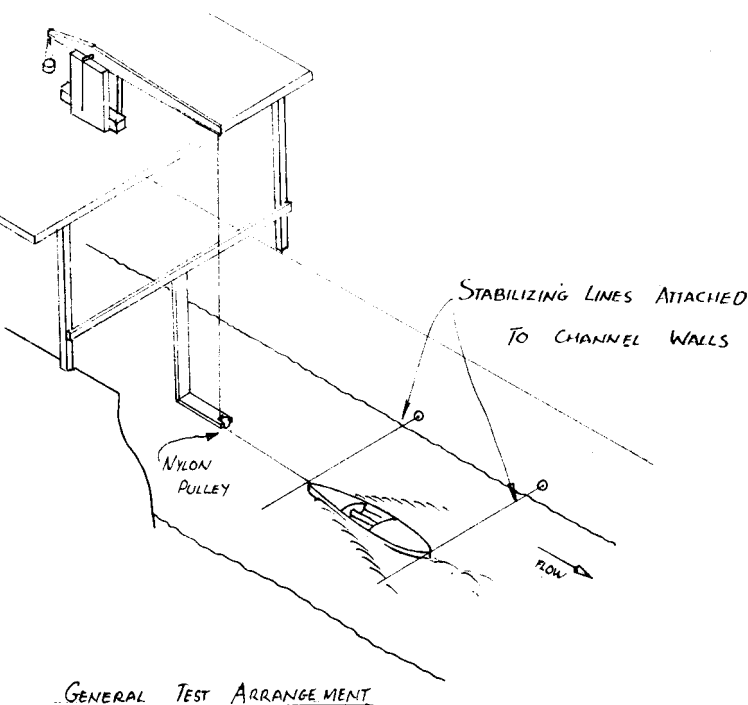 STABILIZING LINES ATTACHED
TO CHANNEL WALLS
NYLON
PULLEY
FLOW
GENERAL TEST ARRANGEMENT